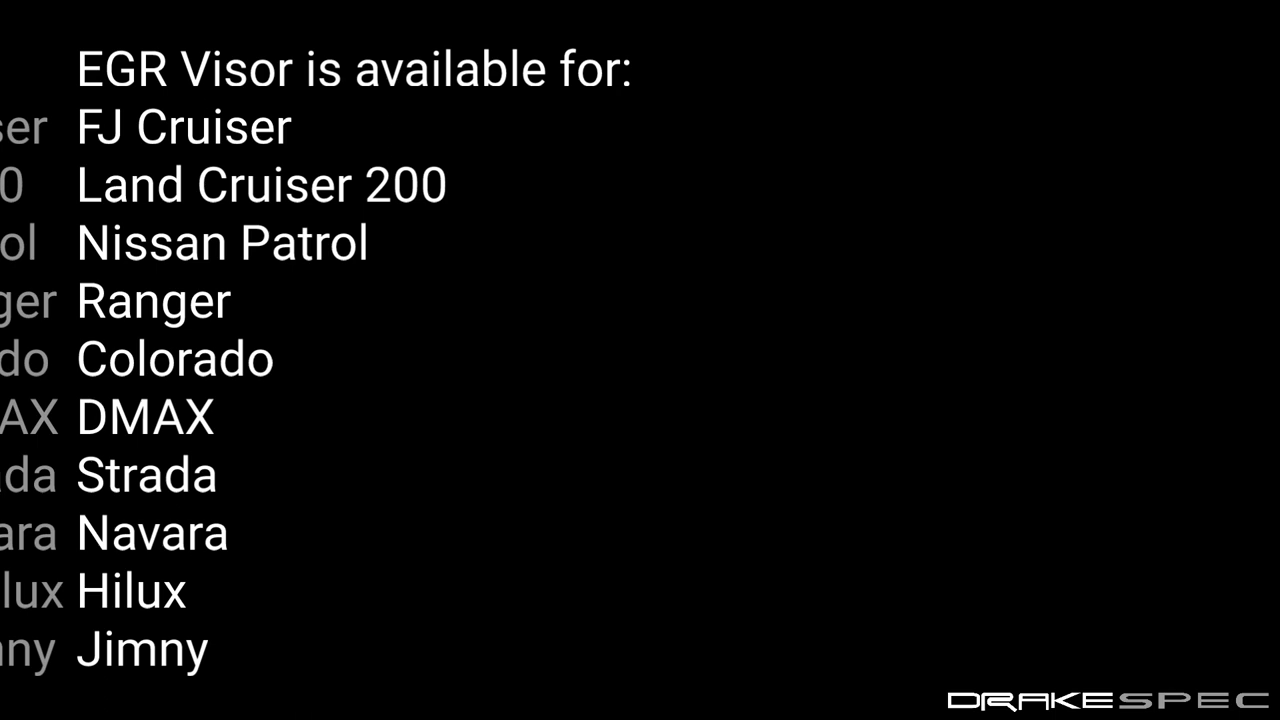 EGR Visor is available for:
FJ Cruiser
Land Cruiser 200
Nissan Patrol
Ranger
Colorado
DMAX
Strada
Navara
Hilux
Jimny
DRAKESPEC